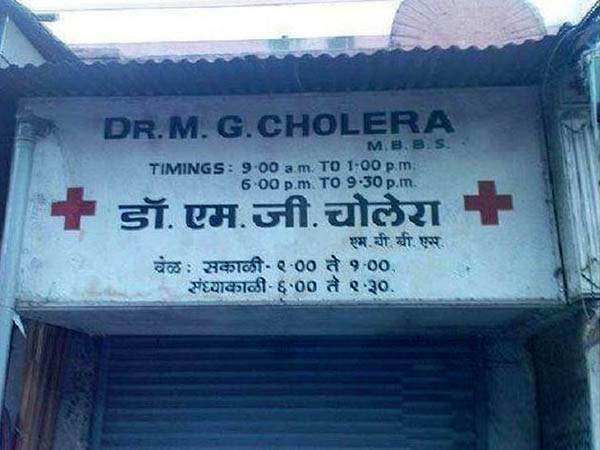 DR. M. G. CHOLERA
M.B.B.S.
TIMINGS: 9.00 a.m. TO 1.00 p.m.
6.00 p.m. TO 9.30 p.m.
डॉ. एम. जी. चोलेरा
एम. बी. बी. एस.
वेळ: सकाळी- ९.०० ते १.००.
संध्याकाळी- ६.०० ते ९.३०.